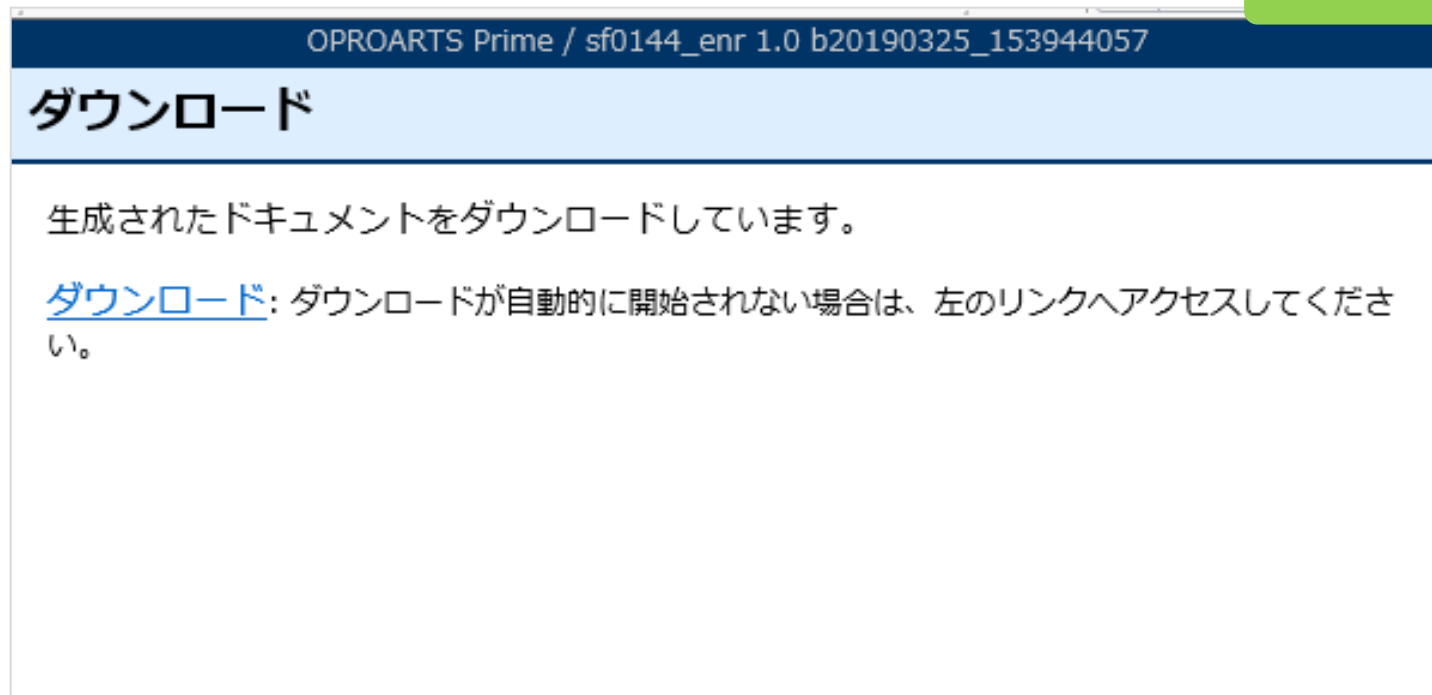 OPROARTS Prime / sf0144_enr 1.0 b20190325_153944057
ダウンロード
生成されたドキュメントをダウンロードしています。
ダウンロード: ダウンロードが自動的に開始されない場合は、左のリンクへアクセスしてくださ
い。